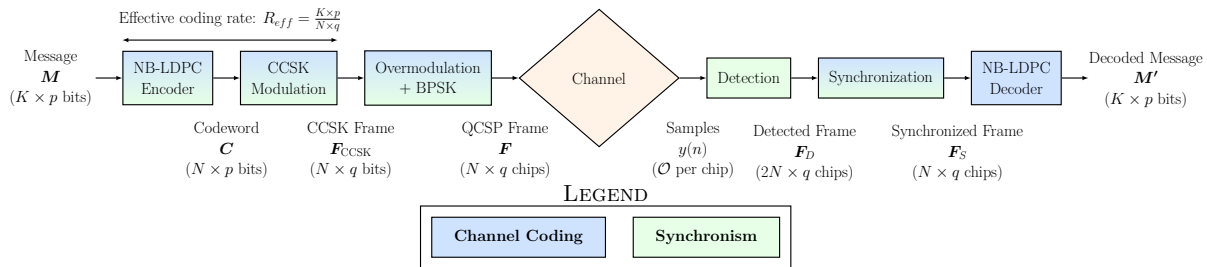 Effective coding rate: R_eff = K×p / N×q
Message
M
(K × p bits)
NB-LDPC
Encoder
CCSK
Modulation
Overmodulation
+ BPSK
Channel
Detection
Synchronization
NB-LDPC
Decoder
Decoded Message
M′
(K × p bits)
Codeword
C
(N × p bits)
CCSK Frame
F_CCSK
(N × q bits)
QCSP Frame
F
(N × q chips)
Samples
y(n)
(𝒪 per chip)
Detected Frame
F_D
(2N × q chips)
Synchronized Frame
F_S
(N × q chips)
LEGEND
Channel Coding
Synchronism